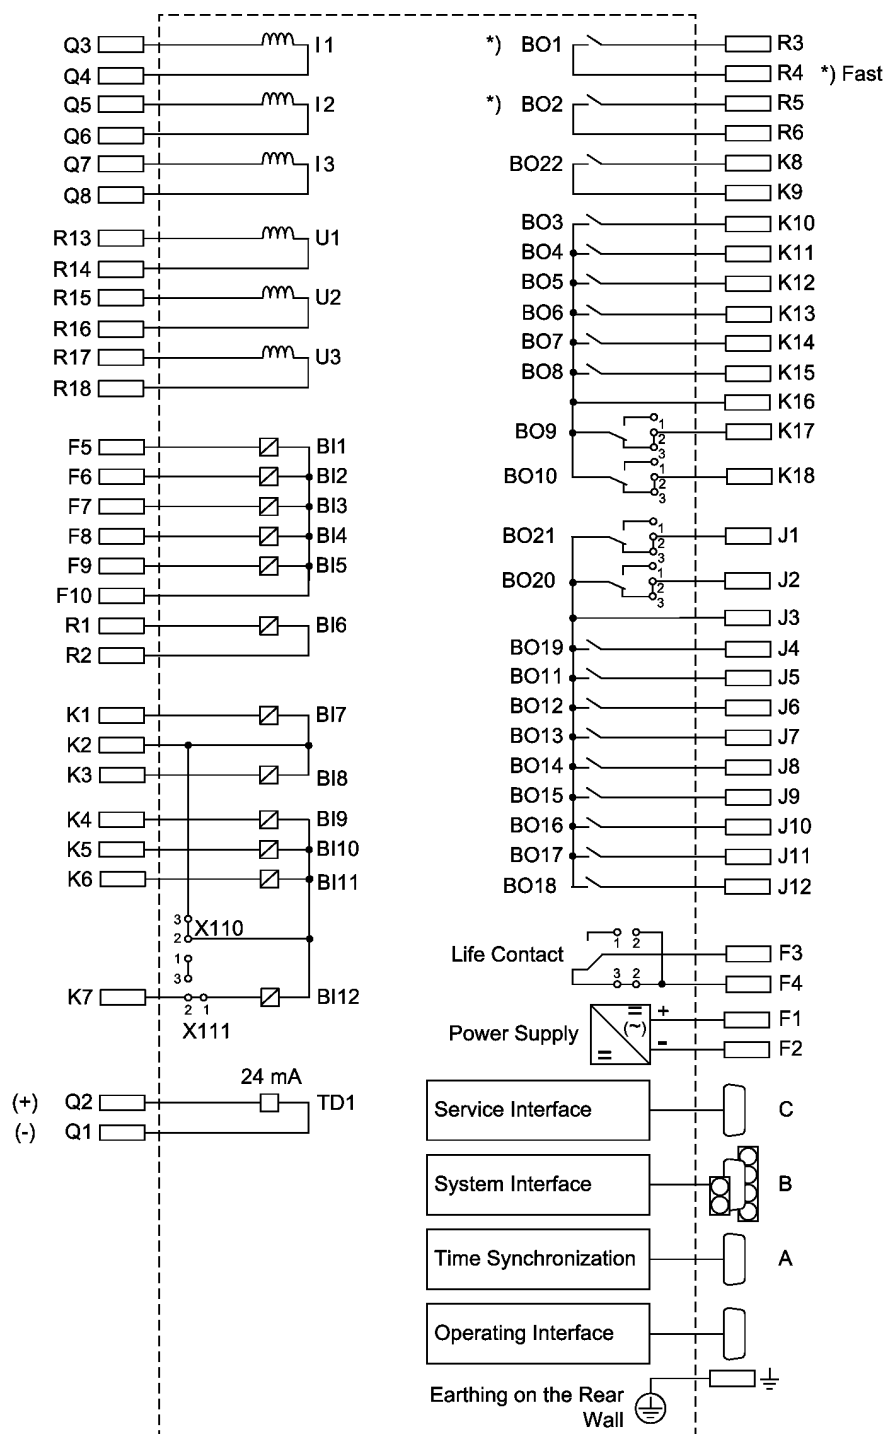 Q3 I1 *) BO1 R3
Q4 R4 *) Fast
Q5 I2 *) BO2 R5
Q6 R6
Q7 I3 BO22 K8
Q8 K9
R13 U1 BO3 K10
R14 BO4 K11
R15 U2 BO5 K12
R16 BO6 K13
R17 U3 BO7 K14
R18 BO8 K15
K16
BO9 1 2 3 K17
F5 BI1
F6 BI2 BO10 1 2 3 K18
F7 BI3
F8 BI4 BO21 1 2 3 J1
F9 BI5 BO20 1 2 3 J2
F10
R1 BI6 J3
R2 BO19 J4
BO11 J5
K1 BI7 BO12 J6
K2 BO13 J7
K3 BI8 BO14 J8
BO15 J9
K4 BI9 BO16 J10
K5 BI10 BO17 J11
K6 BI11 BO18 J12
3 X110
2
1
3
Life Contact 1 2 F3
3 2 F4
K7 2 1 BI12
X111
Power Supply = (~) = + F1
- F2
24 mA
(+) Q2 TD1
(-) Q1
Service Interface C
System Interface B
Time Synchronization A
Operating Interface
Earthing on the Rear
Wall